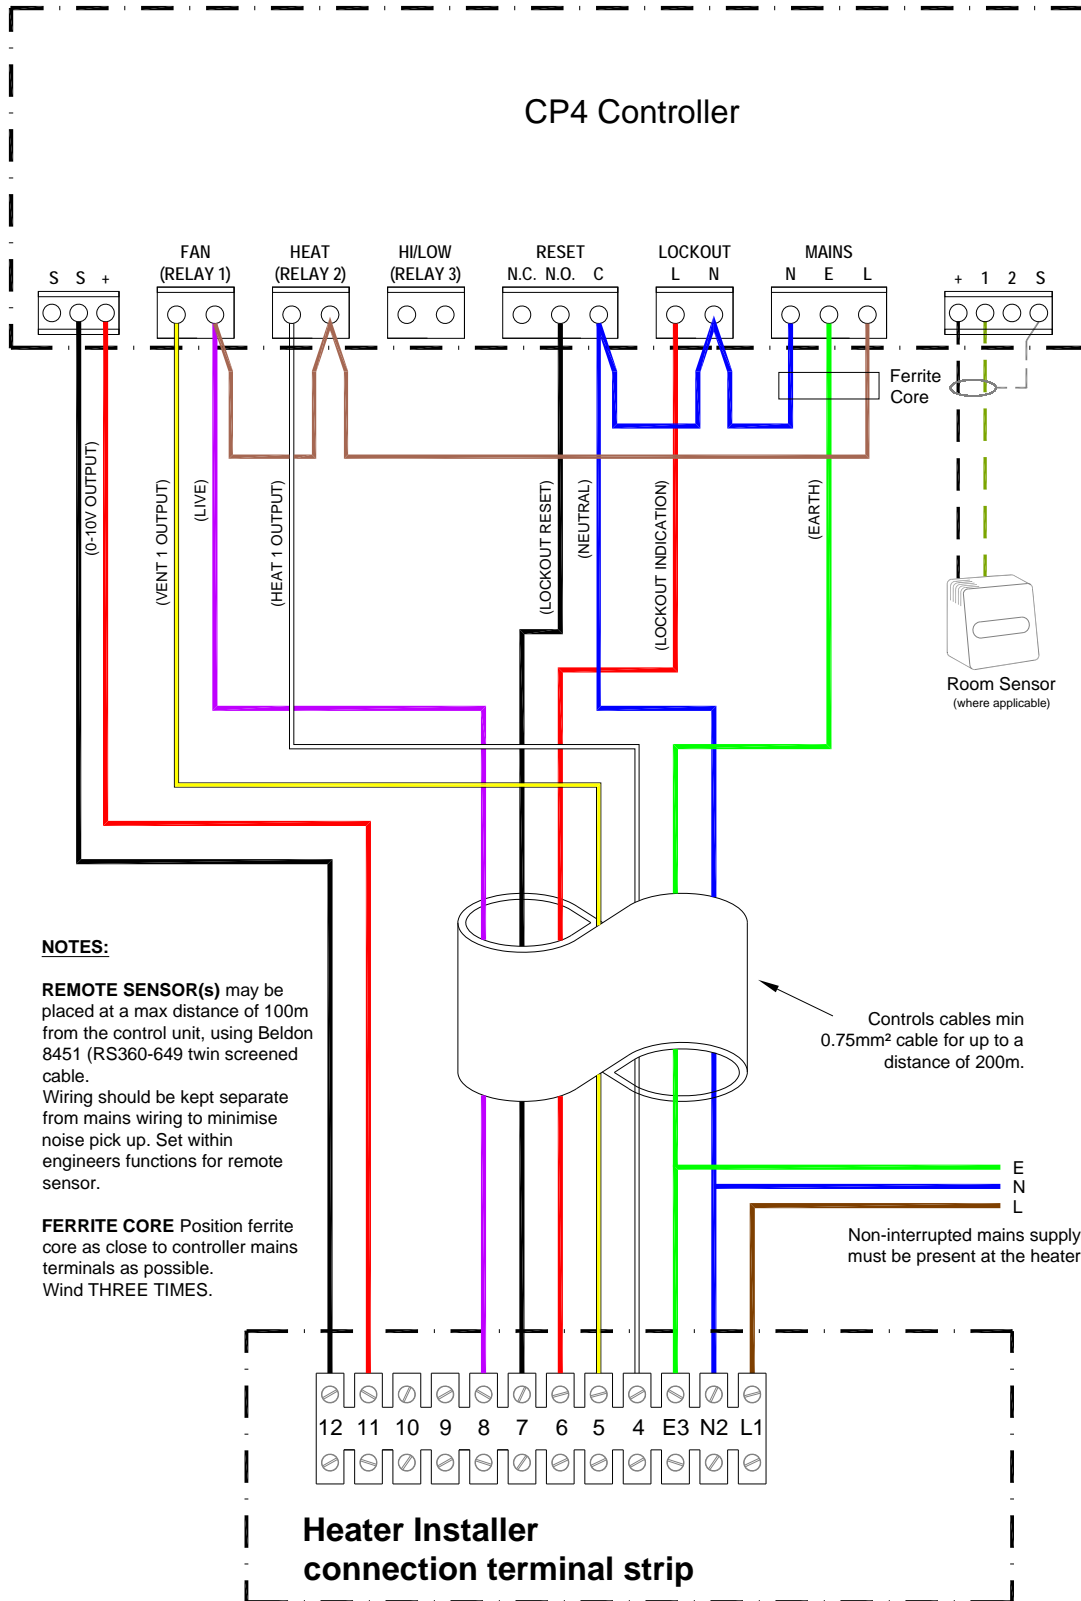 CP4 Controller
FAN
(RELAY 1)
HEAT
(RELAY 2)
HI/LOW
(RELAY 3)
RESET
N.C. N.O. C
LOCKOUT
L N
MAINS
N E L
S S +
+ 1 2 S
Ferrite
Core
(0-10V OUTPUT)
(VENT 1 OUTPUT)
(LIVE)
(HEAT 1 OUTPUT)
(LOCKOUT RESET)
(NEUTRAL)
(LOCKOUT INDICATION)
(EARTH)
Room Sensor
(where applicable)
NOTES:
REMOTE SENSOR(s) may be
placed at a max distance of 100m
from the control unit, using Beldon
8451 (RS360-649 twin screened
cable.
Wiring should be kept separate
from mains wiring to minimise
noise pick up. Set within
engineers functions for remote
sensor.
FERRITE CORE Position ferrite
core as close to controller mains
terminals as possible.
Wind THREE TIMES.
Controls cables min
0.75mm² cable for up to a
distance of 200m.
E
N
L
Non-interrupted mains supply
must be present at the heater
12 11 10 9 8 7 6 5 4 E3 N2 L1
Heater Installer
connection terminal strip